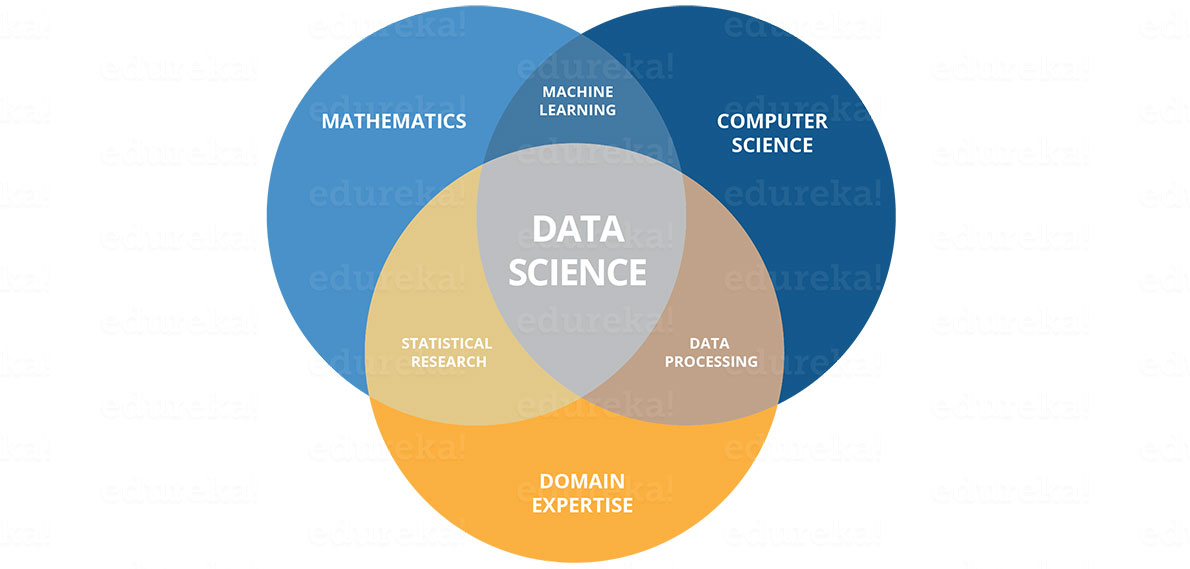 MACHINE
LEARNING
MATHEMATICS
COMPUTER
SCIENCE
DATA
SCIENCE
STATISTICAL
RESEARCH
DATA
PROCESSING
DOMAIN
EXPERTISE
edureka!